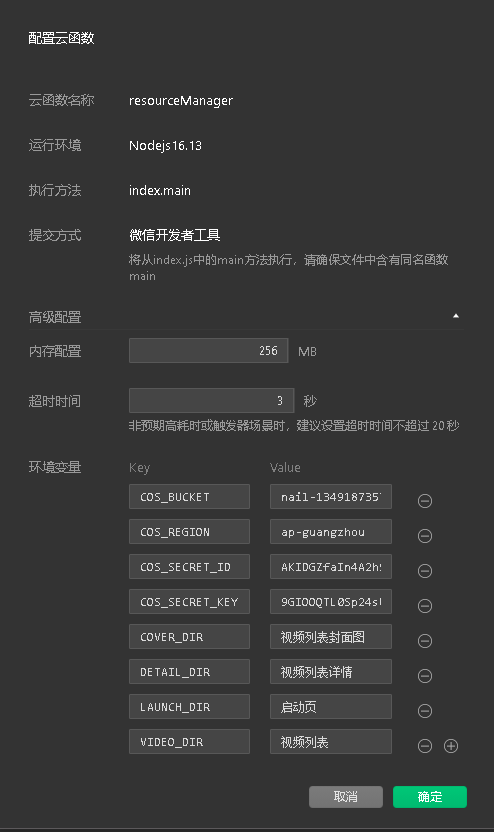 配置云函数
云函数名称 resourceManager
运行环境 Nodejs16.13
执行方法 index.main
提交方式 微信开发者工具
将从index.js中的main方法执行，请确保文件中含有同名函数
main
高级配置
内存配置 256 MB
超时时间 3 秒
非预期高耗时或触发器场景时，建议设置超时时间不超过 20 秒
环境变量 Key Value
COS_BUCKET nail-134918735
COS_REGION ap-guangzhou
COS_SECRET_ID AKIDGZfaIn4A2h
COS_SECRET_KEY 9GIOOQTL0Sp24s
COVER_DIR 视频列表封面图
DETAIL_DIR 视频列表详情
LAUNCH_DIR 启动页
VIDEO_DIR 视频列表
取消 确定